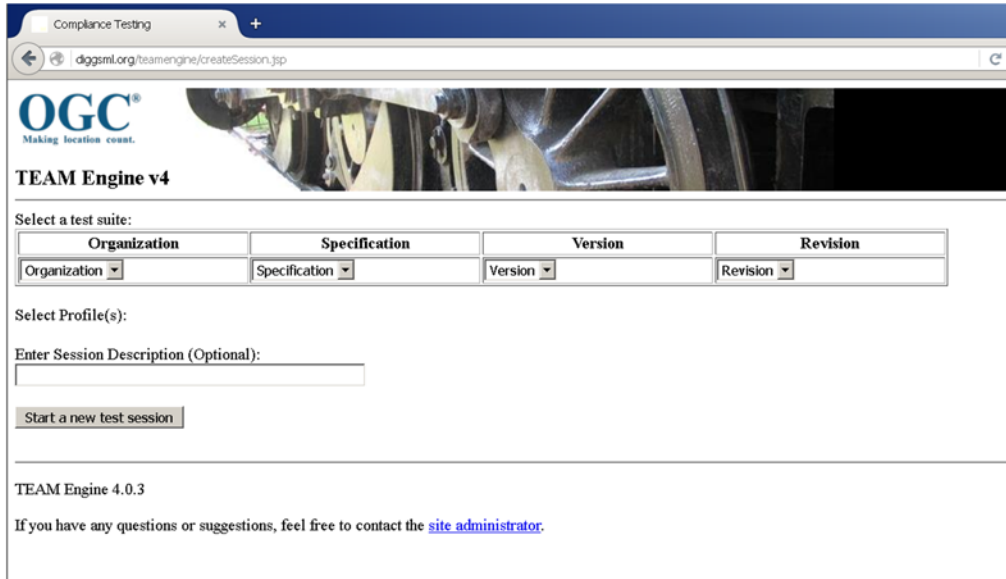 Compliance Testing
diggsml.org/teamengine/createSession.jsp
OGC®
Making location count.
TEAM Engine v4
Select a test suite:
Organization Specification Version Revision
Organization Specification Version Revision
Select Profile(s):
Enter Session Description (Optional):
Start a new test session
TEAM Engine 4.0.3
If you have any questions or suggestions, feel free to contact the site administrator.